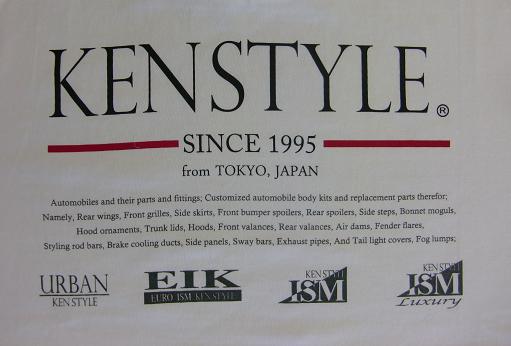 KENSTYLE®
SINCE 1995
from TOKYO, JAPAN
Automobiles and their parts and fittings; Customized automobile body kits and replacement parts therefor;
Namely, Rear wings, Front grilles, Side skirts, Front bumper spoilers, Rear spoilers, Side steps, Bonnet moguls,
Hood ornaments, Trunk lids, Hoods, Front valances, Rear valances, Air dams, Fender flares,
Styling rod bars, Brake cooling ducts, Side panels, Sway bars, Exhaust pipes, And Tail light covers, Fog lumps;
URBAN
KEN STYLE
EIK
EURO ISM KEN STYLE
KEN STYLE
ISM
KEN STYLE
ISM
Luxury